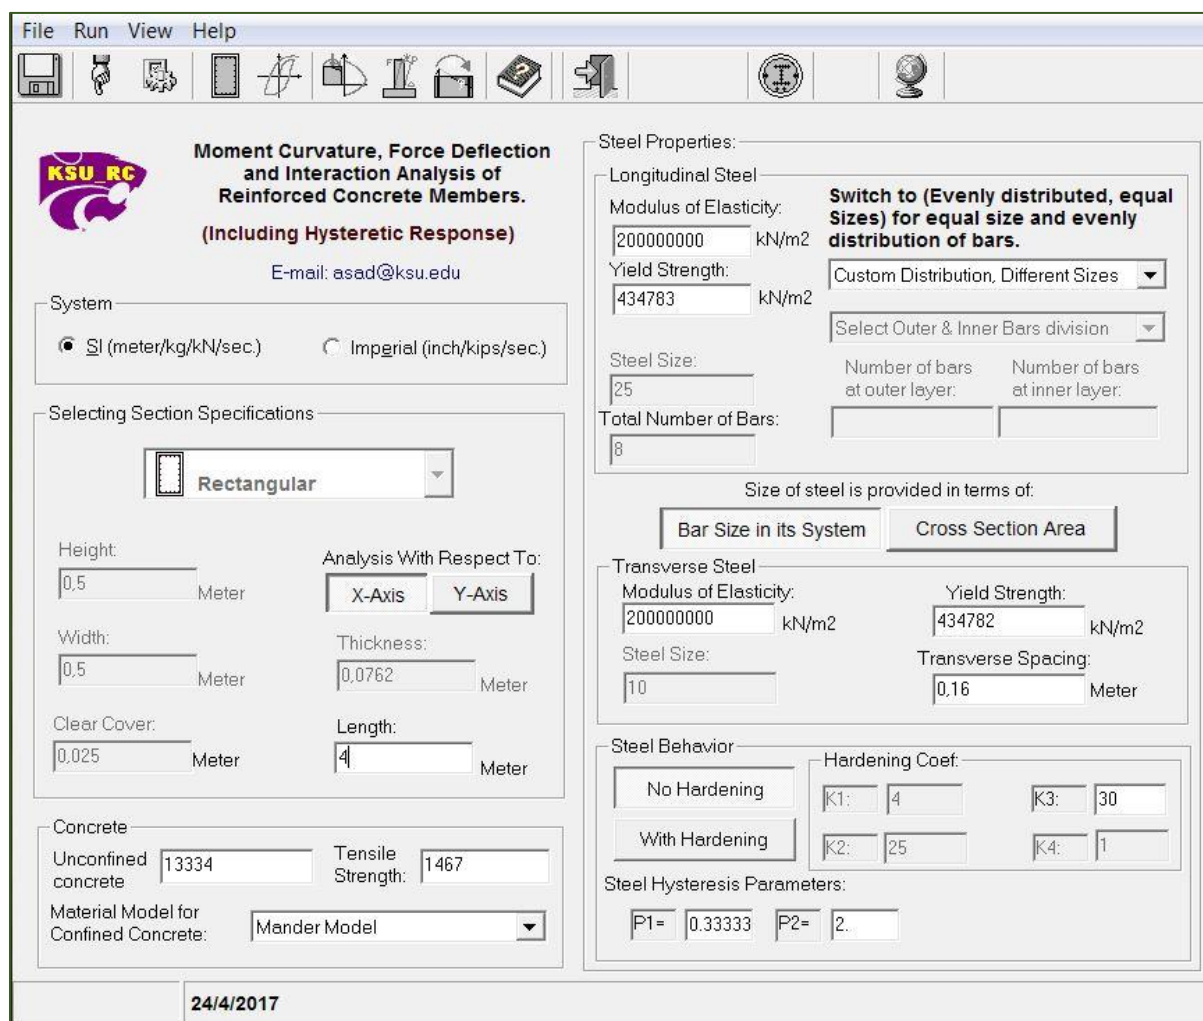 File Run View Help
KSU_RC
Moment Curvature, Force Deflection
and Interaction Analysis of
Reinforced Concrete Members.
(Including Hysteretic Response)
E-mail: asad@ksu.edu
System
SI (meter/kg/kN/sec.) Imperial (inch/kips/sec.)
Selecting Section Specifications
Rectangular
Height:
0,5 Meter
Analysis With Respect To:
X-Axis Y-Axis
Width:
0,5 Meter
Thickness:
0,0762 Meter
Clear Cover:
0,025 Meter
Length:
4 Meter
Concrete
Unconfined
concrete 13334
Tensile
Strength: 1467
Material Model for
Confined Concrete: Mander Model
Steel Properties:
Longitudinal Steel
Modulus of Elasticity:
200000000 kN/m2
Yield Strength:
434783 kN/m2
Switch to (Evenly distributed, equal
Sizes) for equal size and evenly
distribution of bars.
Custom Distribution, Different Sizes
Select Outer & Inner Bars division
Steel Size:
25
Total Number of Bars:
8
Number of bars
at outer layer:
Number of bars
at inner layer:
Size of steel is provided in terms of:
Bar Size in its System Cross Section Area
Transverse Steel
Modulus of Elasticity:
200000000 kN/m2
Yield Strength:
434782 kN/m2
Steel Size:
10
Transverse Spacing:
0,16 Meter
Steel Behavior
No Hardening
With Hardening
Hardening Coef:
K1: 4 K3: 30
K2: 25 K4: 1
Steel Hysteresis Parameters:
P1= 0.33333 P2= 2.
24/4/2017